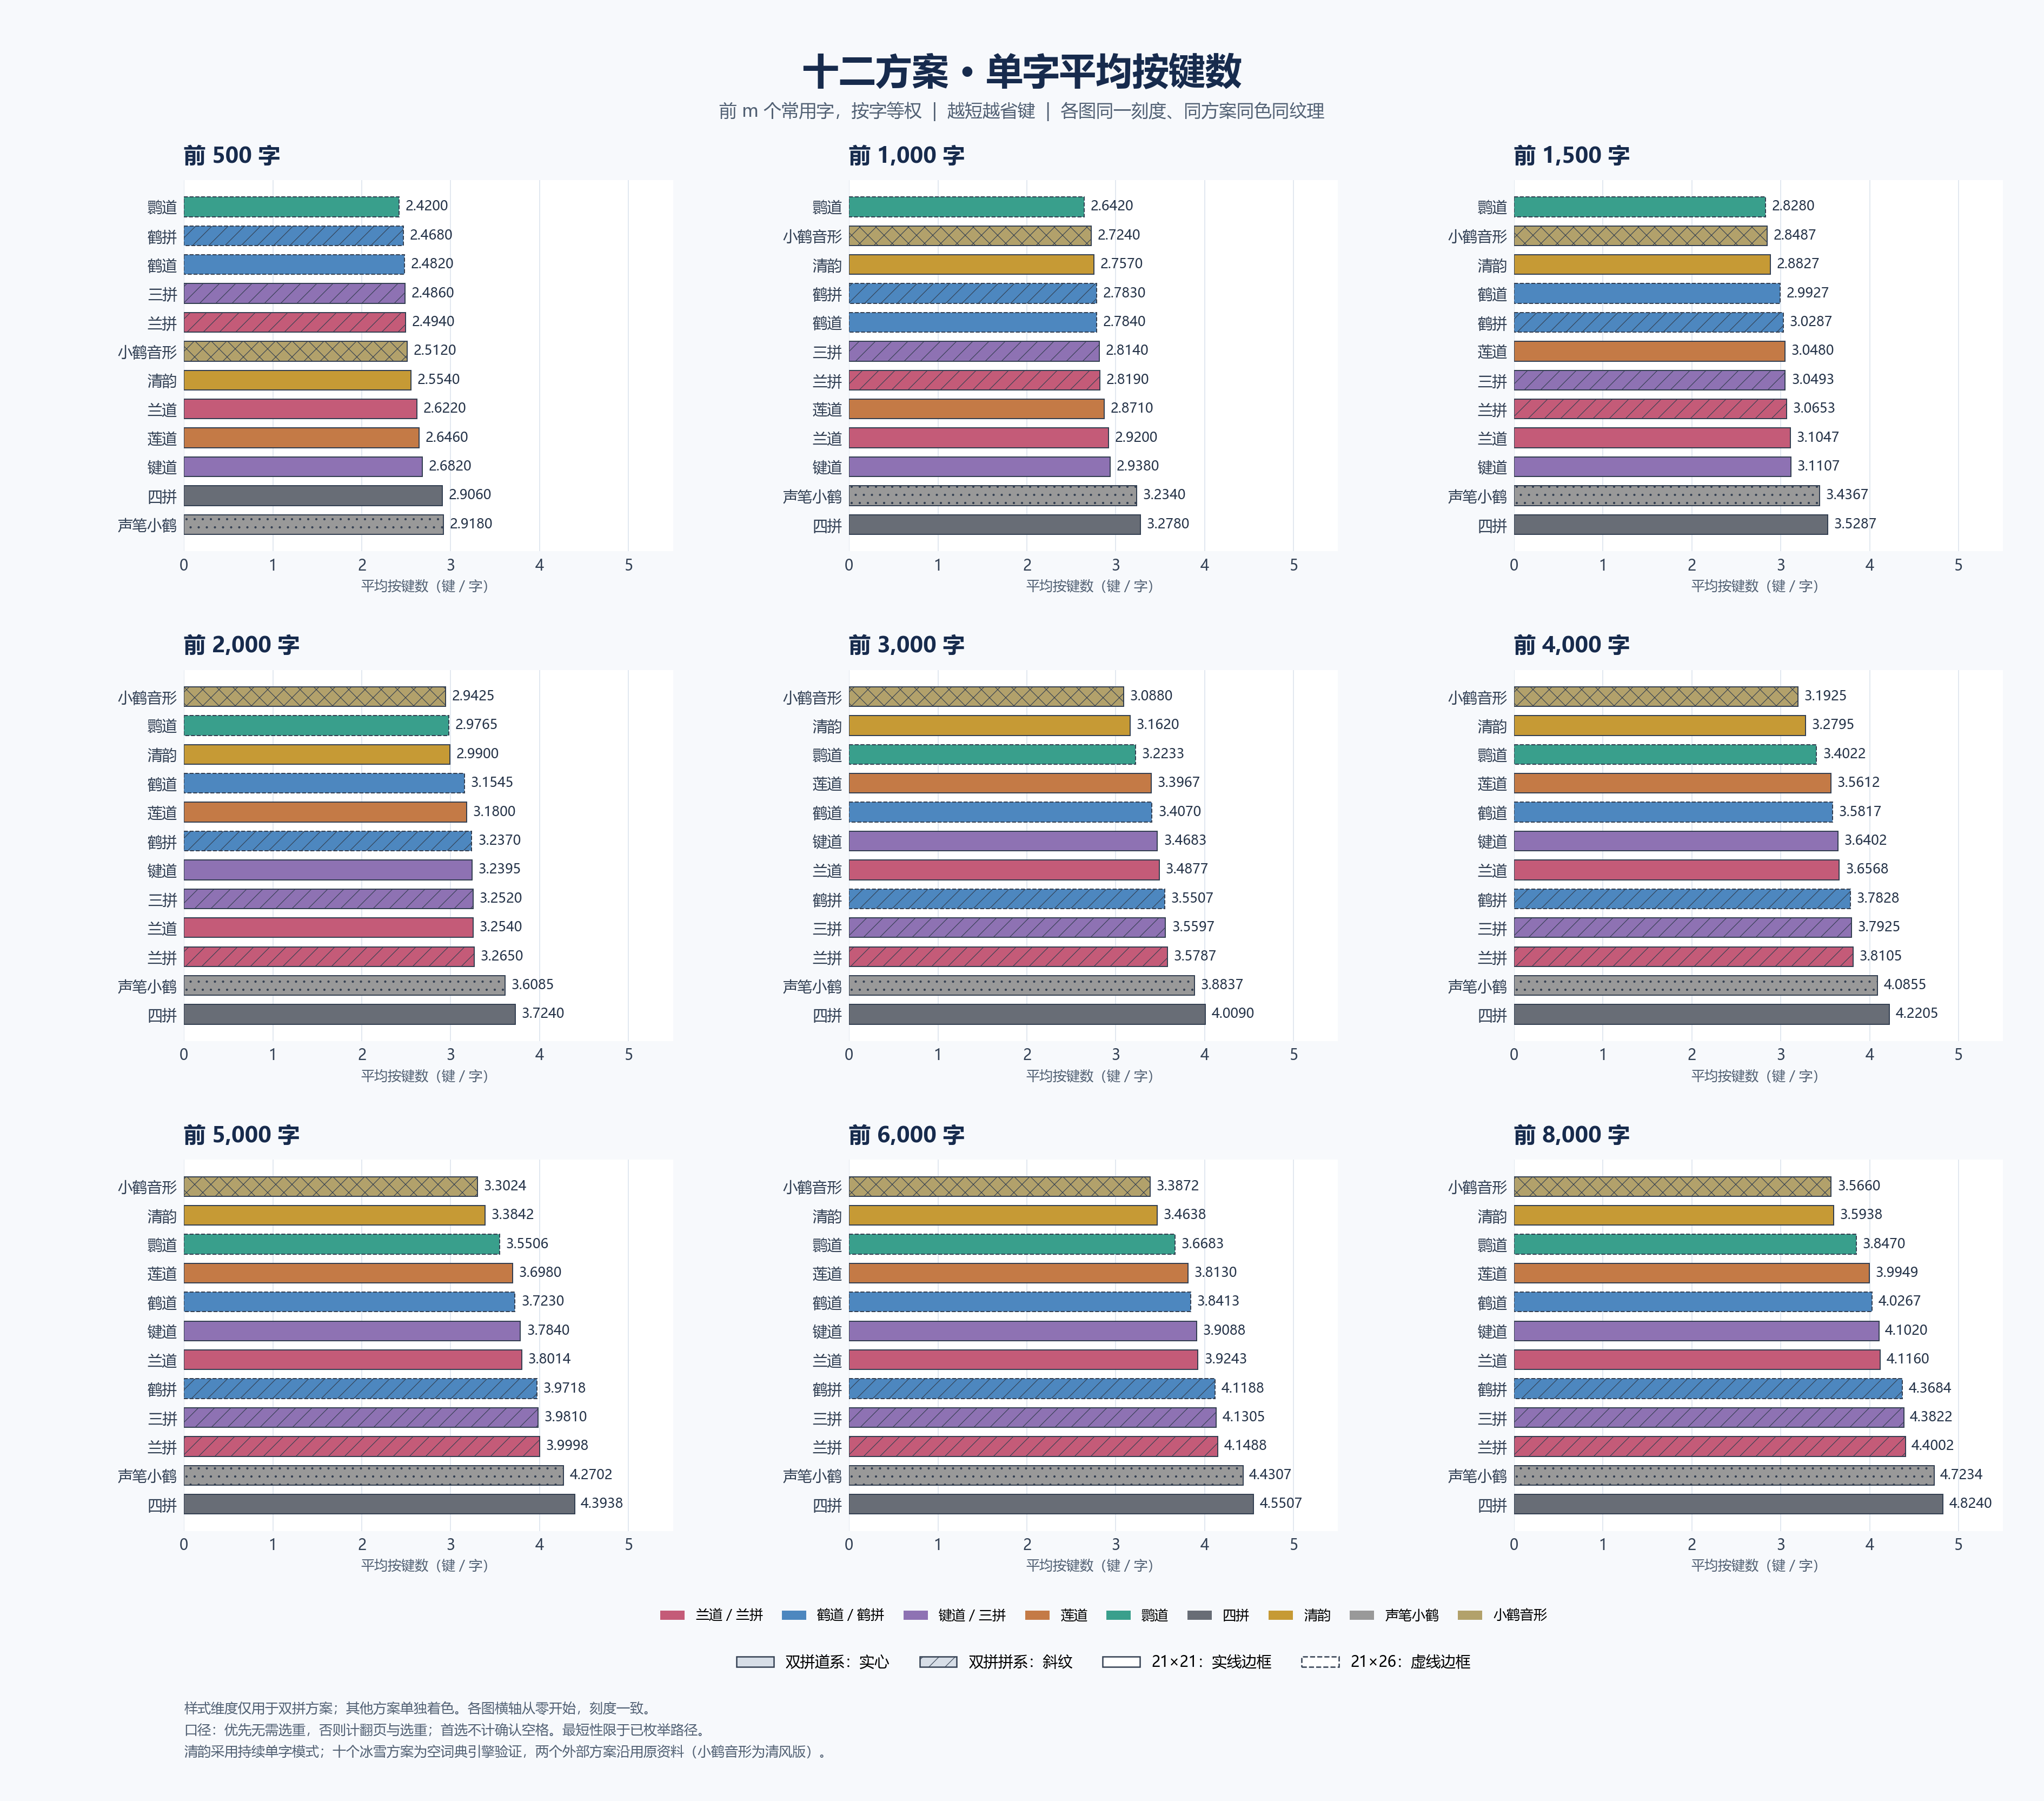 十二方案 · 单字平均按键数
前 m 个常用字，按字等权 | 越短越省键 | 各图同一刻度、同方案同色同纹理
前 500 字
鹮道 2.4200
鹤拼 2.4680
鹤道 2.4820
三拼 2.4860
兰拼 2.4940
小鹤音形 2.5120
清韵 2.5540
兰道 2.6220
莲道 2.6460
键道 2.6820
四拼 2.9060
声笔小鹤 2.9180
0 1 2 3 4 5
平均按键数（键 / 字）
前 1,000 字
鹮道 2.6420
小鹤音形 2.7240
清韵 2.7570
鹤拼 2.7830
鹤道 2.7840
三拼 2.8140
兰拼 2.8190
莲道 2.8710
兰道 2.9200
键道 2.9380
声笔小鹤 3.2340
四拼 3.2780
0 1 2 3 4 5
平均按键数（键 / 字）
前 1,500 字
鹮道 2.8280
小鹤音形 2.8487
清韵 2.8827
鹤道 2.9927
鹤拼 3.0287
莲道 3.0480
三拼 3.0493
兰拼 3.0653
兰道 3.1047
键道 3.1107
声笔小鹤 3.4367
四拼 3.5287
0 1 2 3 4 5
平均按键数（键 / 字）
前 2,000 字
小鹤音形 2.9425
鹮道 2.9765
清韵 2.9900
鹤道 3.1545
莲道 3.1800
鹤拼 3.2370
键道 3.2395
三拼 3.2520
兰道 3.2540
兰拼 3.2650
声笔小鹤 3.6085
四拼 3.7240
0 1 2 3 4 5
平均按键数（键 / 字）
前 3,000 字
小鹤音形 3.0880
清韵 3.1620
鹮道 3.2233
莲道 3.3967
鹤道 3.4070
键道 3.4683
兰道 3.4877
鹤拼 3.5507
三拼 3.5597
兰拼 3.5787
声笔小鹤 3.8837
四拼 4.0090
0 1 2 3 4 5
平均按键数（键 / 字）
前 4,000 字
小鹤音形 3.1925
清韵 3.2795
鹮道 3.4022
莲道 3.5612
鹤道 3.5817
键道 3.6402
兰道 3.6568
鹤拼 3.7828
三拼 3.7925
兰拼 3.8105
声笔小鹤 4.0855
四拼 4.2205
0 1 2 3 4 5
平均按键数（键 / 字）
前 5,000 字
小鹤音形 3.3024
清韵 3.3842
鹮道 3.5506
莲道 3.6980
鹤道 3.7230
键道 3.7840
兰道 3.8014
鹤拼 3.9718
三拼 3.9810
兰拼 3.9998
声笔小鹤 4.2702
四拼 4.3938
0 1 2 3 4 5
平均按键数（键 / 字）
前 6,000 字
小鹤音形 3.3872
清韵 3.4638
鹮道 3.6683
莲道 3.8130
鹤道 3.8413
键道 3.9088
兰道 3.9243
鹤拼 4.1188
三拼 4.1305
兰拼 4.1488
声笔小鹤 4.4307
四拼 4.5507
0 1 2 3 4 5
平均按键数（键 / 字）
前 8,000 字
小鹤音形 3.5660
清韵 3.5938
鹮道 3.8470
莲道 3.9949
鹤道 4.0267
键道 4.1020
兰道 4.1160
鹤拼 4.3684
三拼 4.3822
兰拼 4.4002
声笔小鹤 4.7234
四拼 4.8240
0 1 2 3 4 5
平均按键数（键 / 字）
兰道 / 兰拼 鹤道 / 鹤拼 键道 / 三拼 莲道 鹮道 四拼 清韵 声笔小鹤 小鹤音形
双拼道系：实心 双拼拼系：斜纹 21×21：实线边框 21×26：虚线边框
样式维度仅用于双拼方案；其他方案单独着色。各图横轴从零开始，刻度一致。
口径：优先无需选重，否则计翻页与选重；首选不计确认空格。最短性限于已枚举路径。
清韵采用持续单字模式；十个冰雪方案为空词典引擎验证，两个外部方案沿用原资料（小鹤音形为清风版）。